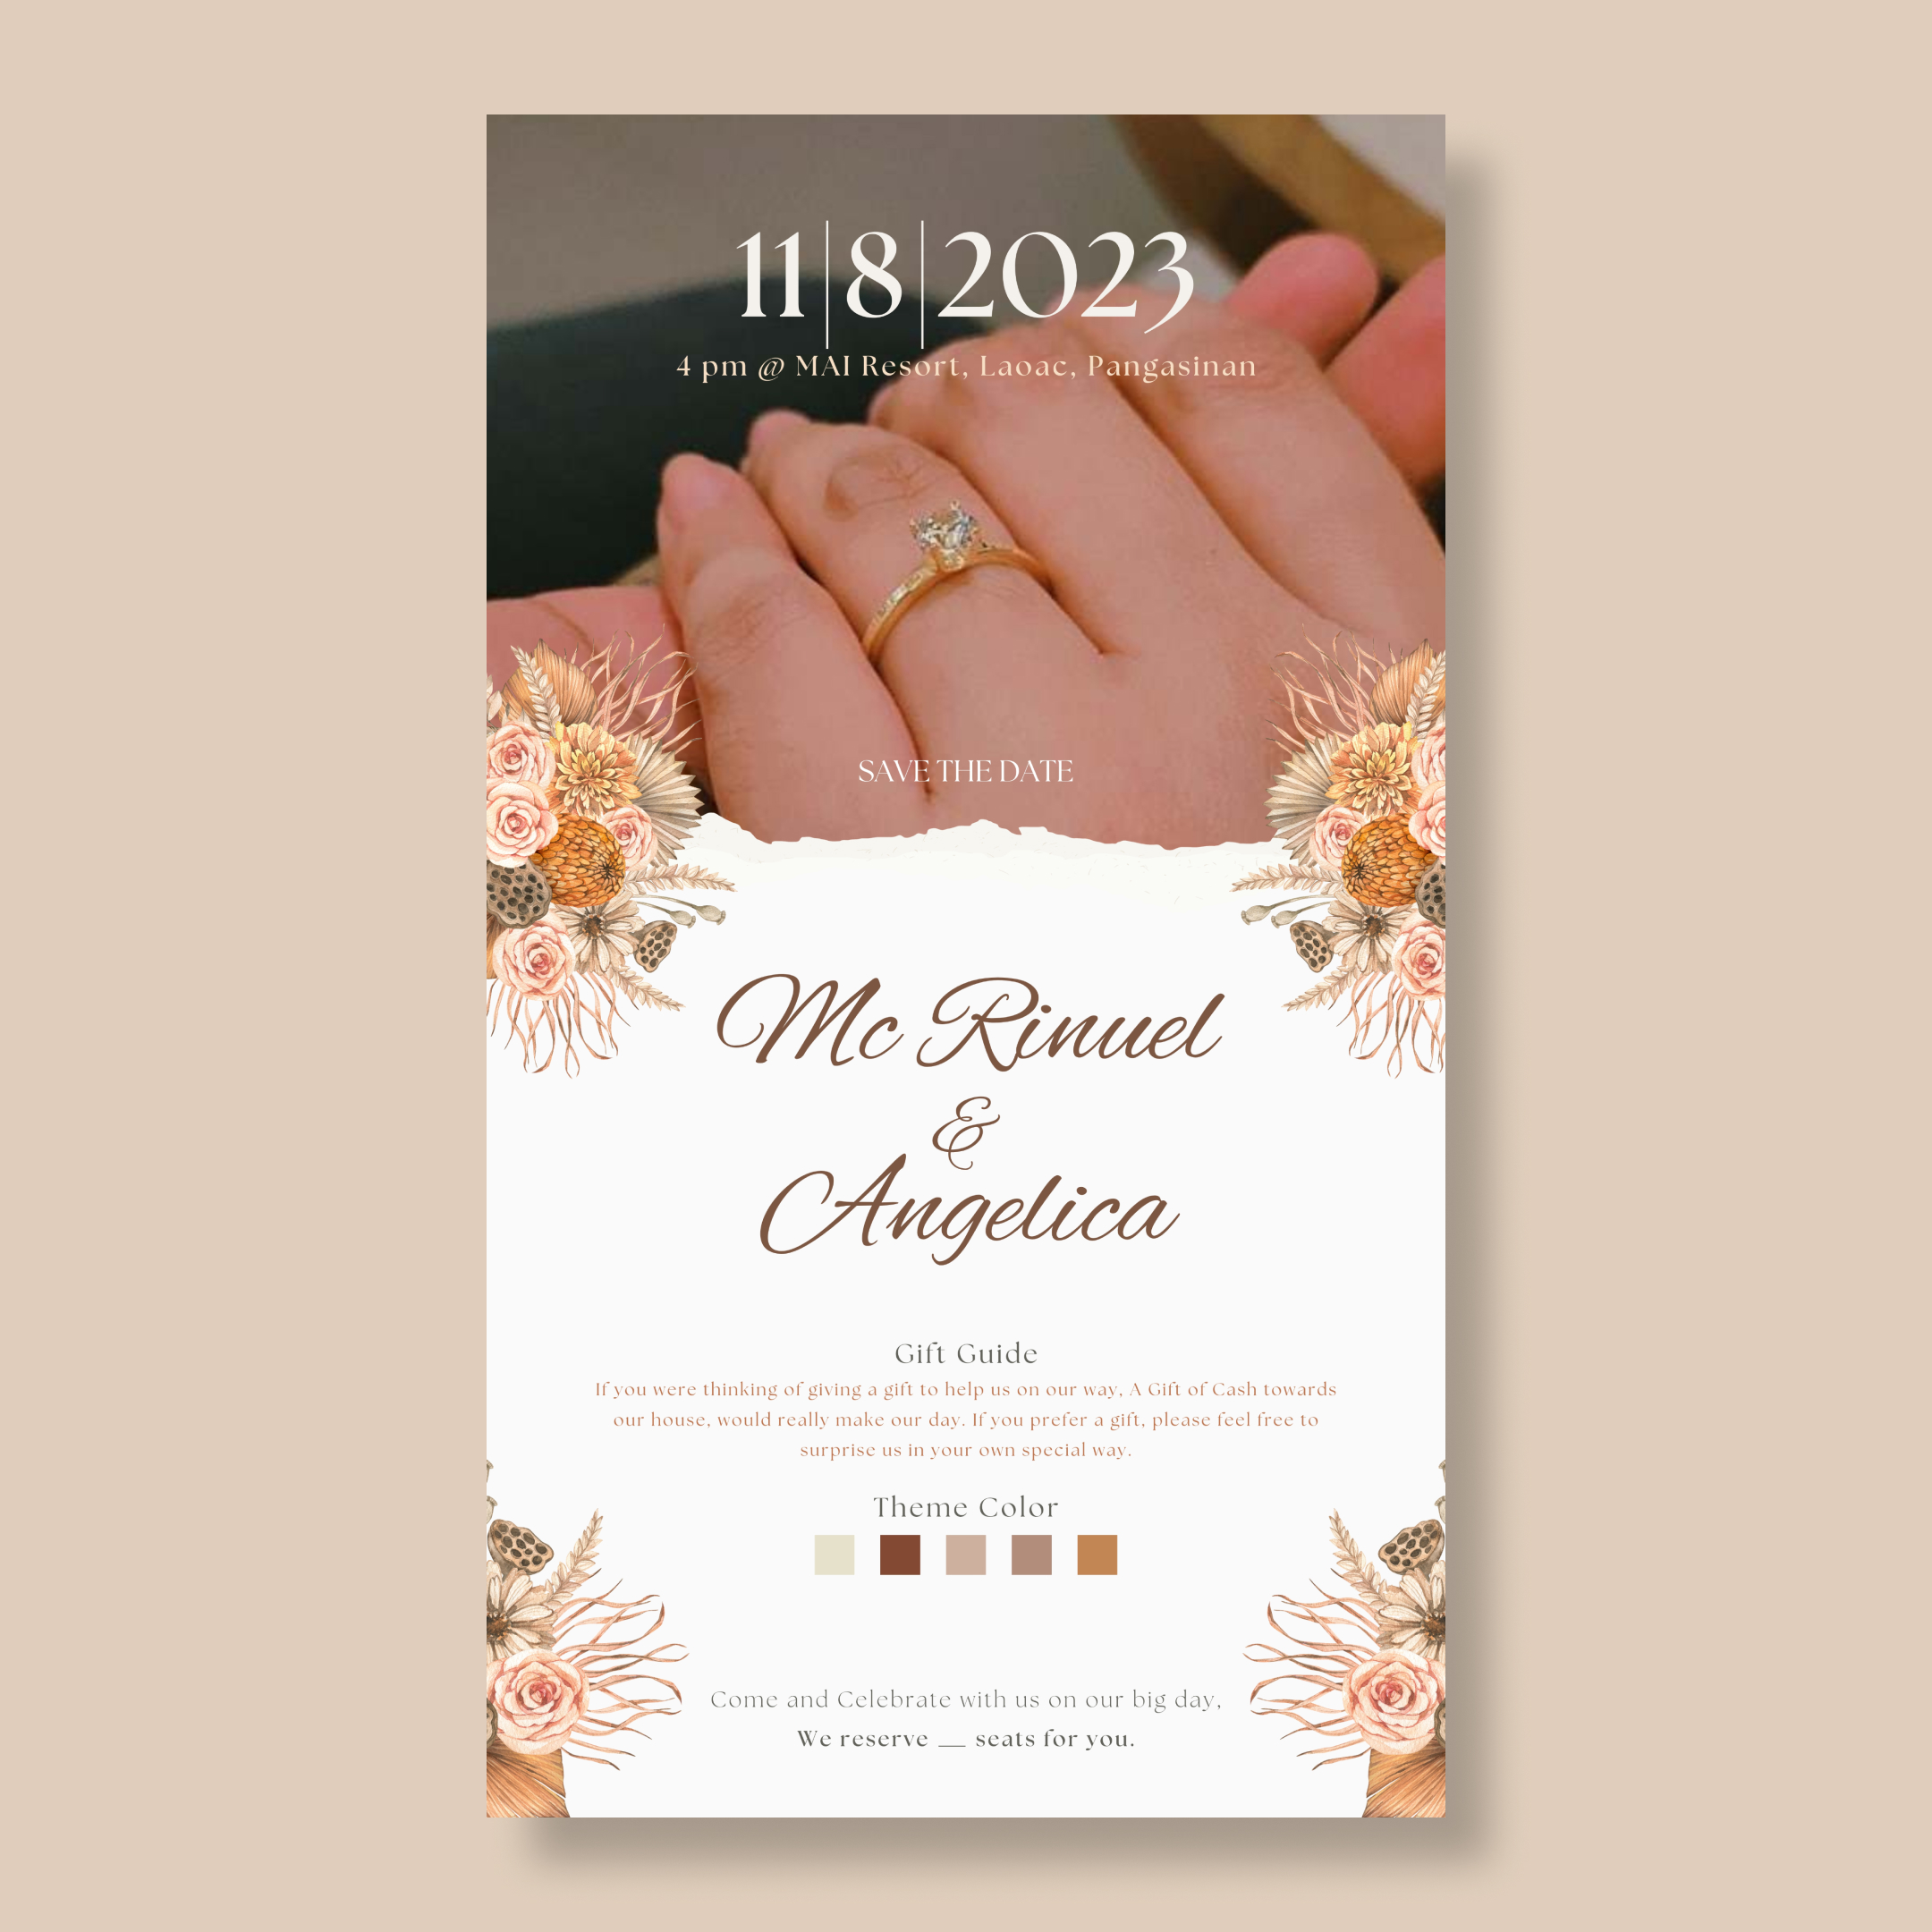 11|8|2023
4 pm @ MAI Resort, Laoac, Pangasinan
SAVE THE DATE
Mc Rinuel
&
Angelica
Gift Guide
If you were thinking of giving a gift to help us on our way, A Gift of Cash towards
our house, would really make our day. If you prefer a gift, please feel free to
surprise us in your own special way.
Theme Color
Come and Celebrate with us on our big day,
We reserve __ seats for you.